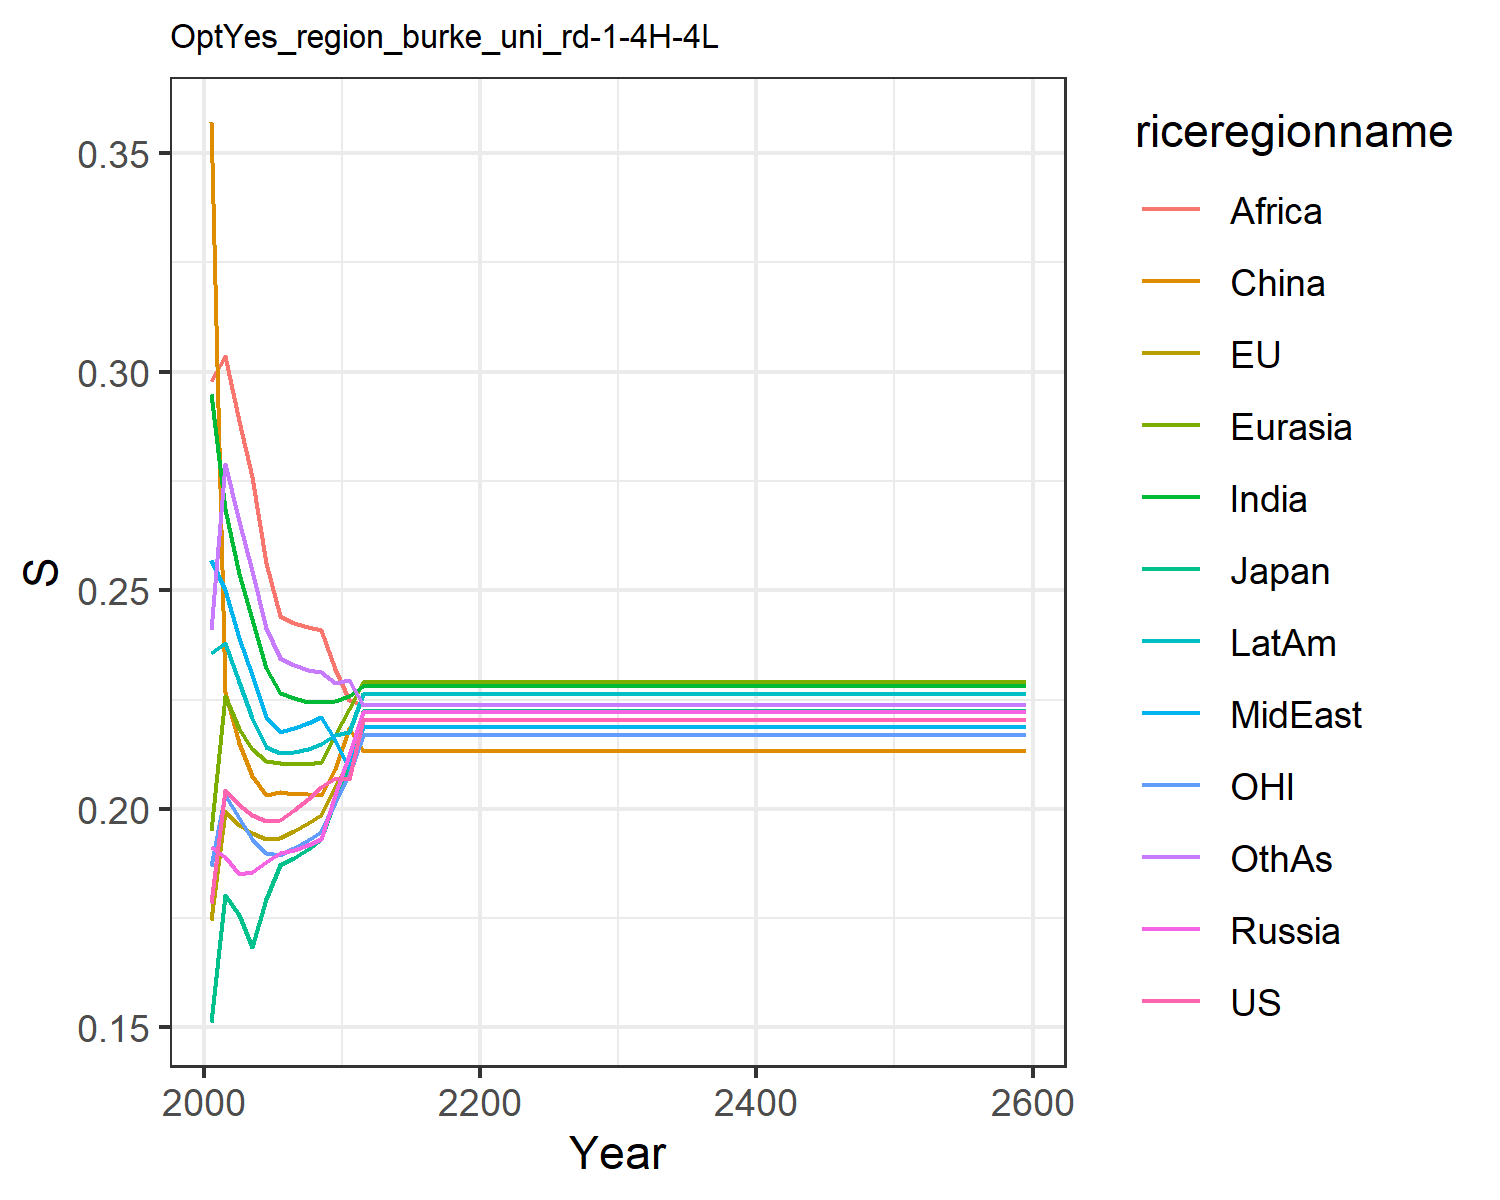 OptYes_region_burke_uni_rd-1-4H-4L
0.35
0.30
0.25
0.20
0.15
S
2000
2200
2400
2600
Year
riceregionname
Africa
China
EU
Eurasia
India
Japan
LatAm
MidEast
OHI
OthAs
Russia
US